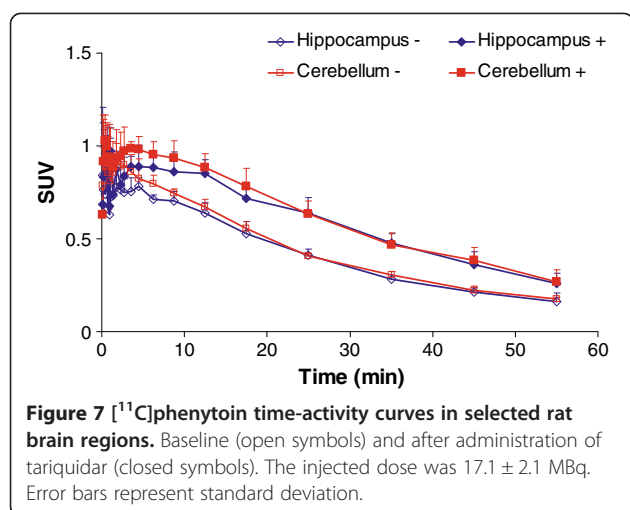 1.5
Hippocampus - Hippocampus +
Cerebellum - Cerebellum +
1
SUV
0.5
0
0 10 20 30 40 50 60
Time (min)
Figure 7 [¹¹C]phenytoin time-activity curves in selected rat
brain regions. Baseline (open symbols) and after administration of
tariquidar (closed symbols). The injected dose was 17.1 ± 2.1 MBq.
Error bars represent standard deviation.